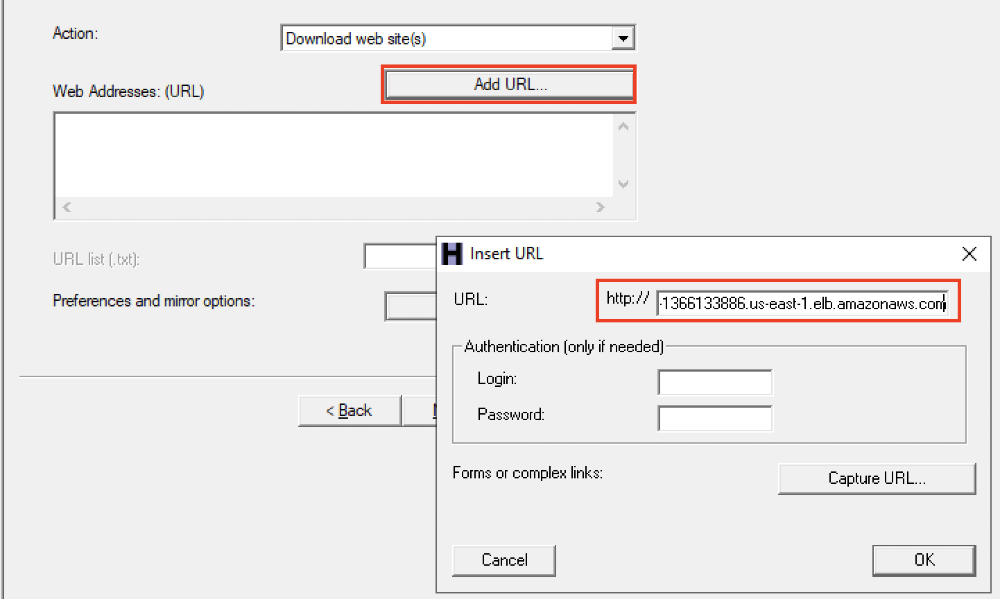 Action:
Download web site(s)
Web Addresses: (URL)
Add URL...
URL list (.txt):
Preferences and mirror options:
< Back
Insert URL
URL:
http://
-1366133886.us-east-1.elb.amazonaws.com
Authentication (only if needed)
Login:
Password:
Forms or complex links:
Capture URL...
Cancel
OK